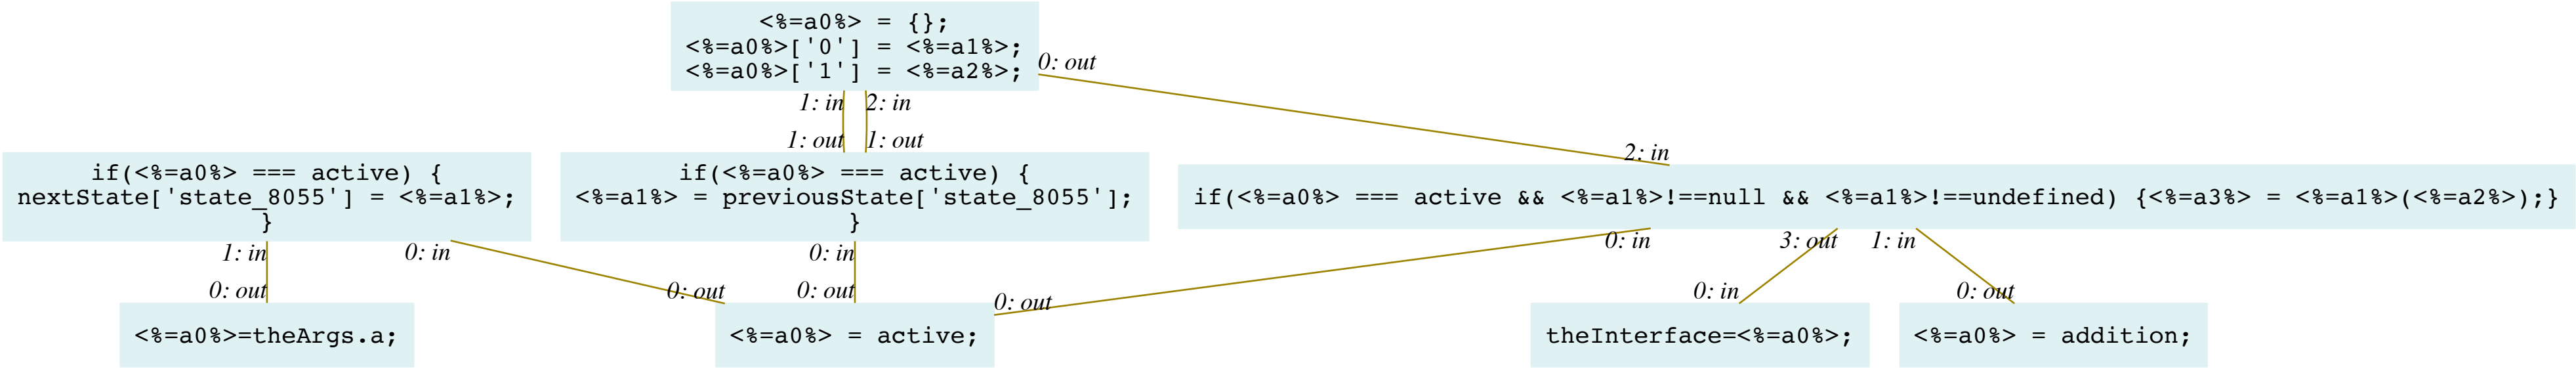 <%=a0%> = {};
<%=a0%>['0'] = <%=a1%>;
<%=a0%>['1'] = <%=a2%>;
0: out
1: in
2: in
1: out
1: out
2: in
if(<%=a0%> === active) {
nextState['state_8055'] = <%=a1%>;
}
if(<%=a0%> === active) {
<%=a1%> = previousState['state_8055'];
}
if(<%=a0%> === active && <%=a1%>!==null && <%=a1%>!==undefined) {<%=a3%> = <%=a1%>(<%=a2%>);}
1: in
0: in
0: in
0: in
3: out
1: in
0: out
0: out
0: out
0: out
0: in
0: out
<%=a0%>=theArgs.a;
<%=a0%> = active;
theInterface=<%=a0%>;
<%=a0%> = addition;